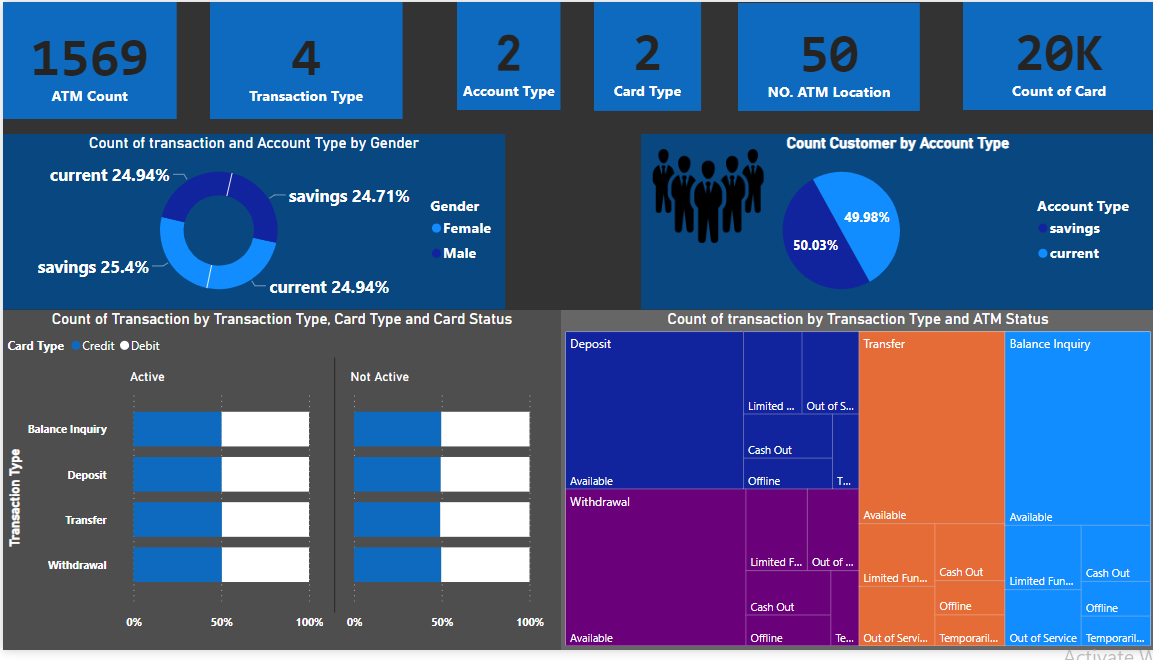 1569
ATM Count
4
Transaction Type
2
Account Type
2
Card Type
50
NO. ATM Location
20K
Count of Card
Count of transaction and Account Type by Gender
current 24.94%
savings 24.71%
savings 25.4%
current 24.94%
Gender
Female
Male
Count Customer by Account Type
49.98%
50.03%
Account Type
savings
current
Count of Transaction by Transaction Type, Card Type and Card Status
Card Type Credit Debit
Active
Not Active
Transaction Type
Balance Inquiry
Deposit
Transfer
Withdrawal
0% 50% 100%
0% 50% 100%
Count of transaction by Transaction Type and ATM Status
Deposit
Available
Limited ...
Out of S...
Cash Out
Offline
T...
Withdrawal
Available
Limited F...
Out of ...
Cash Out
Offline
Te...
Transfer
Available
Limited Fun...
Out of Servi...
Cash Out
Offline
Temporaril...
Balance Inquiry
Available
Limited Fun...
Out of Service
Cash Out
Offline
Temporaril...
Activate W